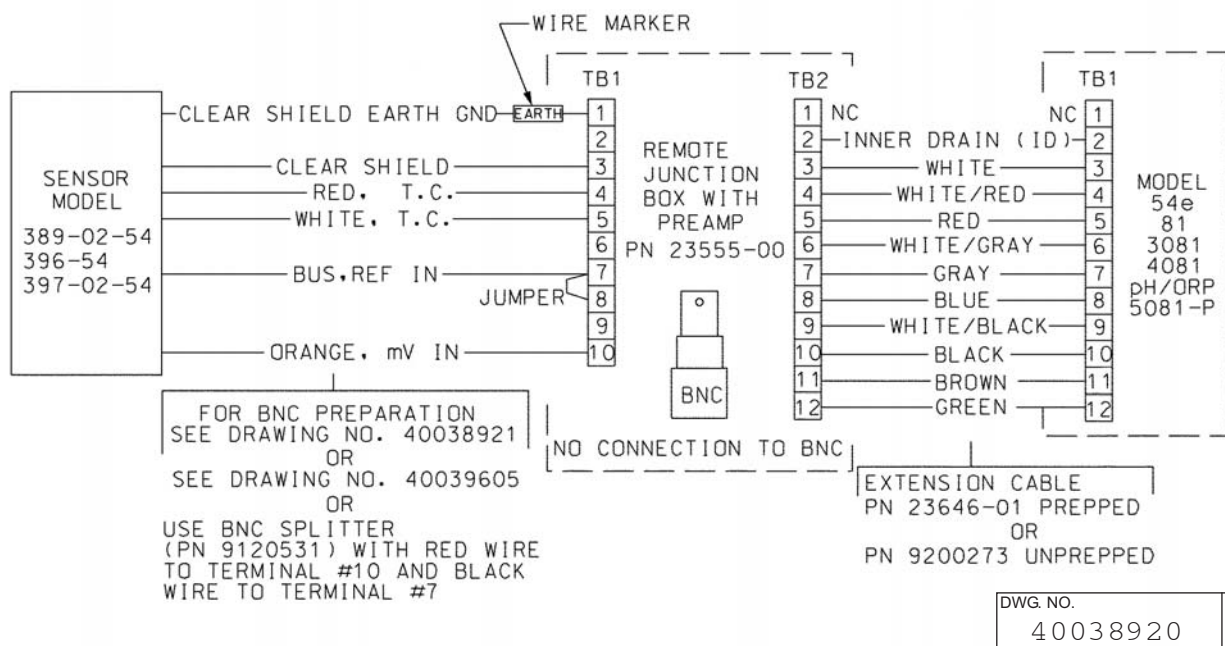 WIRE MARKER
TB1
TB2
TB1
SENSOR
MODEL
389-02-54
396-54
397-02-54
CLEAR SHIELD EARTH GND
EARTH
CLEAR SHIELD
RED, T.C.
WHITE, T.C.
BUS,REF IN
JUMPER
ORANGE, mV IN
1
2
3
4
5
6
7
8
9
10
REMOTE
JUNCTION
BOX WITH
PREAMP
PN 23555-00
BNC
NO CONNECTION TO BNC
1
2
3
4
5
6
7
8
9
10
11
12
NC
INNER DRAIN (ID)
WHITE
WHITE/RED
RED
WHITE/GRAY
GRAY
BLUE
WHITE/BLACK
BLACK
BROWN
GREEN
NC
1
2
3
4
5
6
7
8
9
10
11
12
MODEL
54e
81
3081
4081
pH/ORP
5081-P
FOR BNC PREPARATION
SEE DRAWING NO. 40038921
OR
SEE DRAWING NO. 40039605
OR
USE BNC SPLITTER
(PN 9120531) WITH RED WIRE
TO TERMINAL #10 AND BLACK
WIRE TO TERMINAL #7
EXTENSION CABLE
PN 23646-01 PREPPED
OR
PN 9200273 UNPREPPED
DWG. NO.
40038920